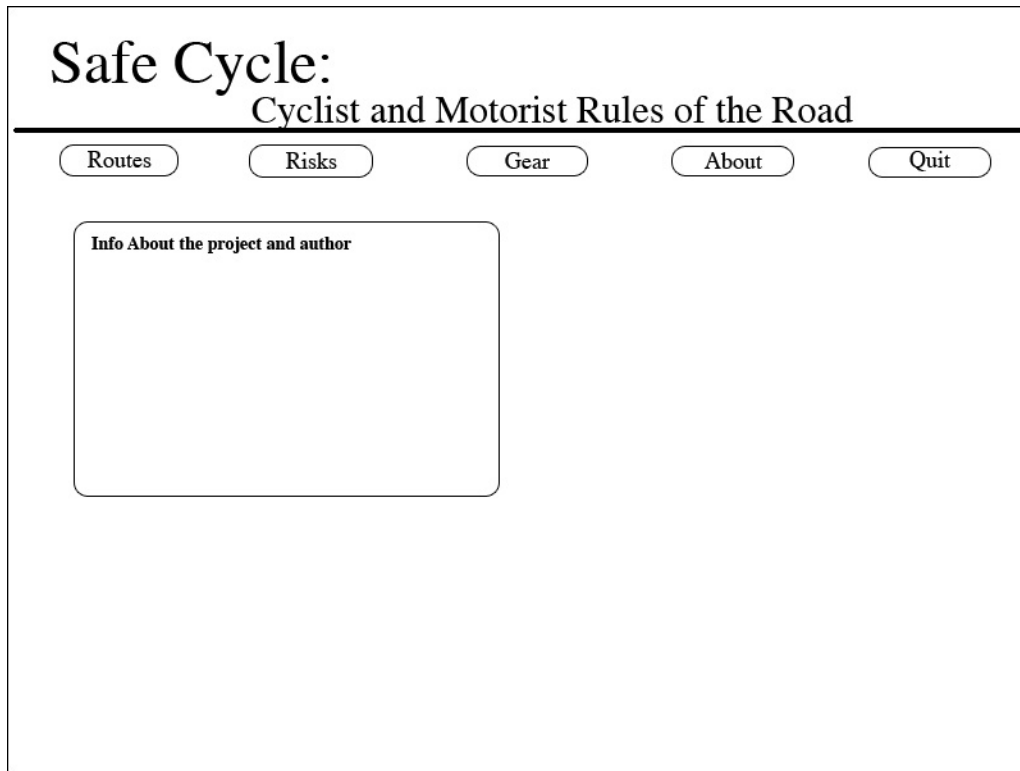 Safe Cycle:
Cyclist and Motorist Rules of the Road
Routes Risks Gear About Quit
Info About the project and author